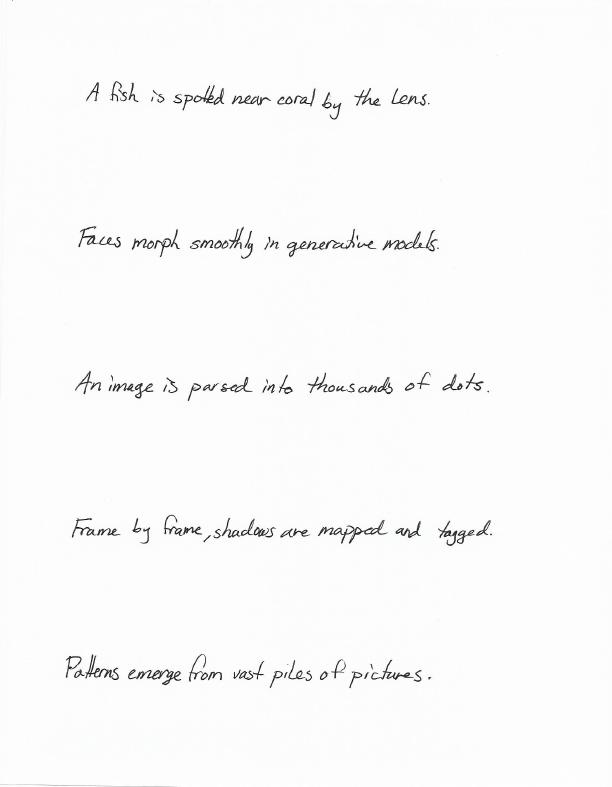 A fish is spotted near coral by the lens.
Faces morph smoothly in generative models.
An image is parsed into thousands of dots.
Frame by frame, shadows are mapped and tagged.
Patterns emerge from vast piles of pictures.